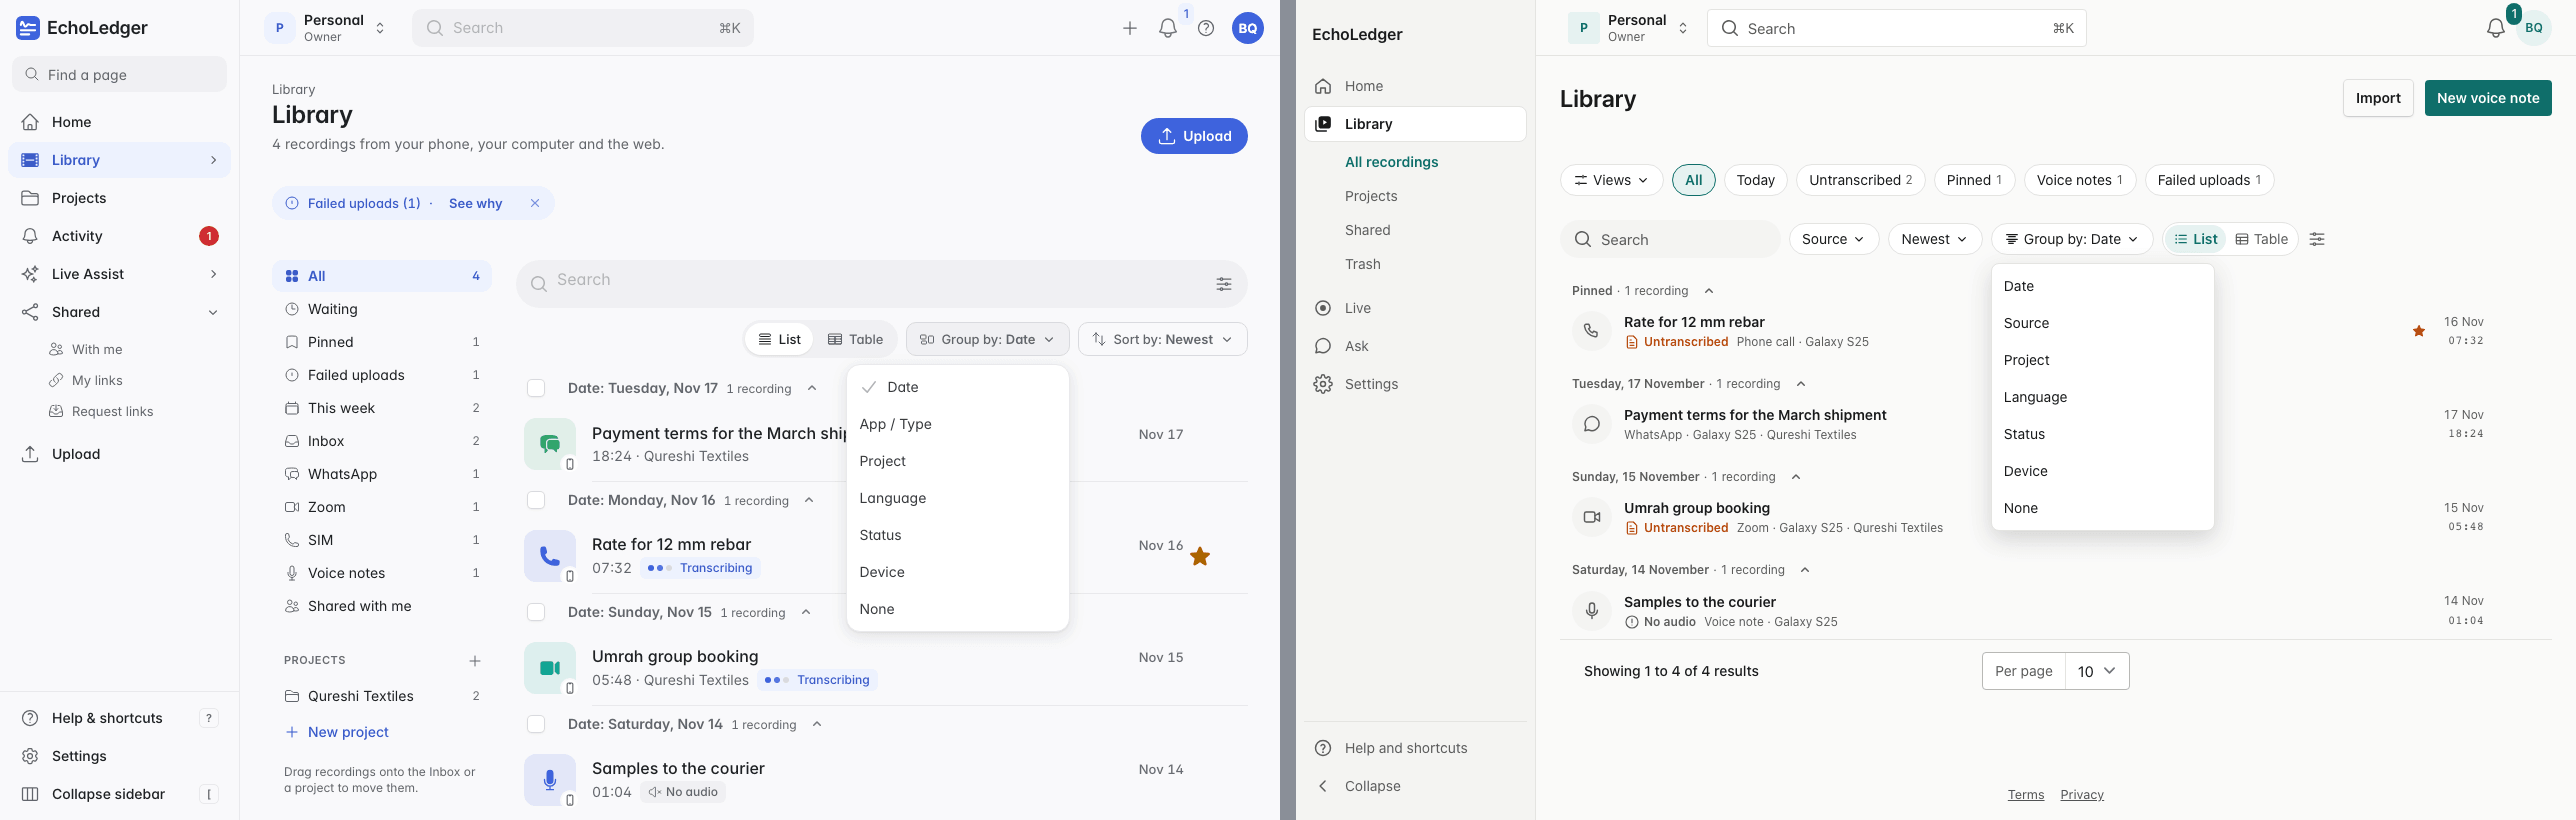 EchoLedger
Find a page
Home
Library
Projects
Activity 1
Live Assist
Shared
With me
My links
Request links
Upload
Help & shortcuts ?
Settings
Collapse sidebar [
P Personal
Owner
Search ⌘K
1
BQ
Library
Library
4 recordings from your phone, your computer and the web.
Upload
Failed uploads (1) · See why
All 4
Waiting
Pinned 1
Failed uploads 1
This week 2
Inbox 2
WhatsApp 1
Zoom 1
SIM 1
Voice notes 1
Shared with me
PROJECTS
Qureshi Textiles 2
New project
Drag recordings onto the Inbox or
a project to move them.
Search
List Table Group by: Date Sort by: Newest
Date
App / Type
Project
Language
Status
Device
None
Date: Tuesday, Nov 17 1 recording
Payment terms for the March ship Nov 17
18:24 · Qureshi Textiles
Date: Monday, Nov 16 1 recording
Rate for 12 mm rebar Nov 16
07:32 Transcribing
Date: Sunday, Nov 15 1 recording
Umrah group booking Nov 15
05:48 · Qureshi Textiles Transcribing
Date: Saturday, Nov 14 1 recording
Samples to the courier Nov 14
01:04 No audio
EchoLedger
Home
Library
All recordings
Projects
Shared
Trash
Live
Ask
Settings
Help and shortcuts
Collapse
P Personal
Owner
Search ⌘K
1
BQ
Library
Import New voice note
Views All Today Untranscribed 2 Pinned 1 Voice notes 1 Failed uploads 1
Search Source Newest Group by: Date List Table
Date
Source
Project
Language
Status
Device
None
Pinned · 1 recording
Rate for 12 mm rebar 16 Nov
Untranscribed Phone call · Galaxy S25 07:32
Tuesday, 17 November · 1 recording
Payment terms for the March shipment 17 Nov
WhatsApp · Galaxy S25 · Qureshi Textiles 18:24
Sunday, 15 November · 1 recording
Umrah group booking 15 Nov
Untranscribed Zoom · Galaxy S25 · Qureshi Textiles 05:48
Saturday, 14 November · 1 recording
Samples to the courier 14 Nov
No audio Voice note · Galaxy S25 01:04
Showing 1 to 4 of 4 results Per page 10
Terms Privacy